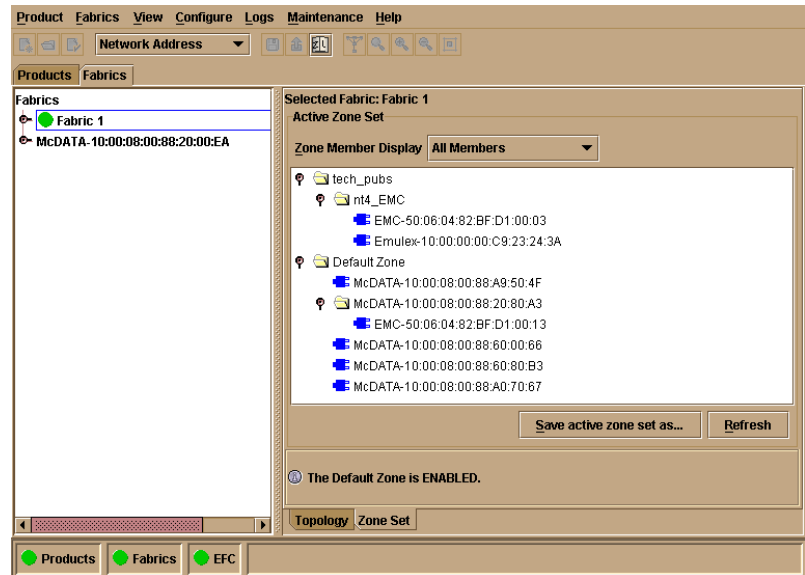 Product Fabrics View Configure Logs Maintenance Help
Network Address
Products Fabrics
Fabrics
Fabric 1
McDATA-10:00:08:00:88:20:00:EA
Selected Fabric: Fabric 1
Active Zone Set
Zone Member Display All Members
tech_pubs
nt4_EMC
EMC-50:06:04:82:BF:D1:00:03
Emulex-10:00:00:00:C9:23:24:3A
Default Zone
McDATA-10:00:08:00:88:A9:50:4F
McDATA-10:00:08:00:88:20:80:A3
EMC-50:06:04:82:BF:D1:00:13
McDATA-10:00:08:00:88:60:00:66
McDATA-10:00:08:00:88:60:80:B3
McDATA-10:00:08:00:88:A0:70:67
Save active zone set as... Refresh
The Default Zone is ENABLED.
Topology Zone Set
Products Fabrics EFC